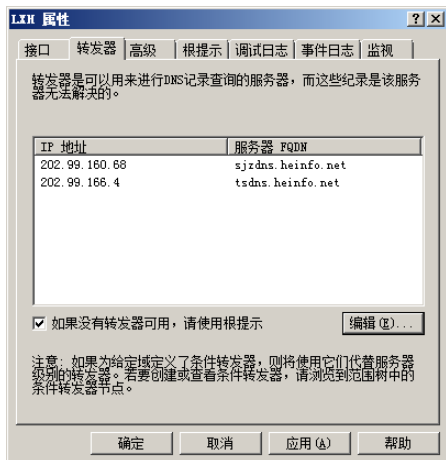 LXH 属性
接口 转发器 高级 根提示 调试日志 事件日志 监视
转发器是可以用来进行DNS记录查询的服务器，而这些纪录是该服务
器无法解决的。
IP 地址 服务器 FQDN
202.99.160.68 sjzdns.heinfo.net
202.99.166.4 tsdns.heinfo.net
如果没有转发器可用，请使用根提示 编辑(E)...
注意: 如果为给定域定义了条件转发器，则将使用它们代替服务器
级别的转发器。若要创建或查看条件转发器，请浏览到范围树中的
条件转发器节点。
确定 取消 应用(A) 帮助